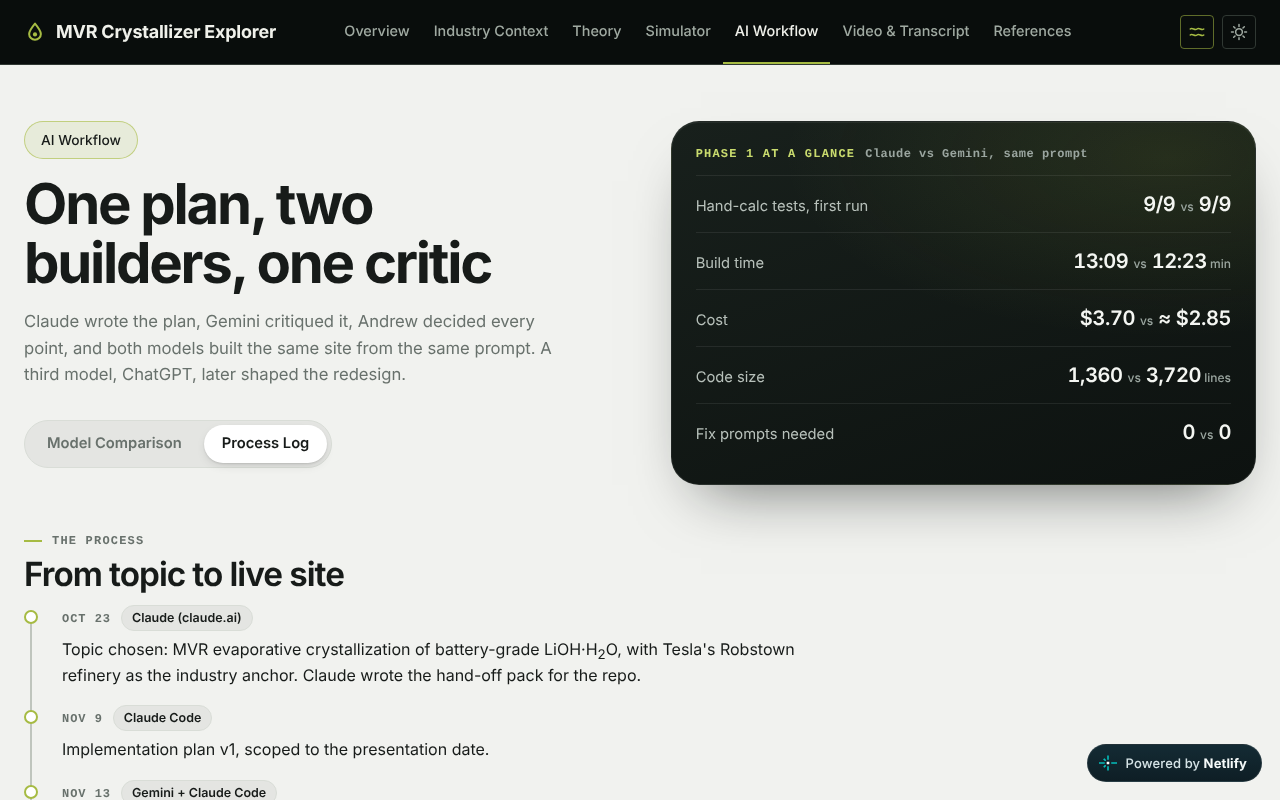 MVR Crystallizer Explorer
Overview
Industry Context
Theory
Simulator
AI Workflow
Video & Transcript
References
AI Workflow
One plan, two
builders, one critic
Claude wrote the plan, Gemini critiqued it, Andrew decided every
point, and both models built the same site from the same prompt. A
third model, ChatGPT, later shaped the redesign.
Model Comparison
Process Log
PHASE 1 AT A GLANCE Claude vs Gemini, same prompt
Hand-calc tests, first run 9/9 vs 9/9
Build time 13:09 vs 12:23 min
Cost $3.70 vs ≈ $2.85
Code size 1,360 vs 3,720 lines
Fix prompts needed 0 vs 0
THE PROCESS
From topic to live site
OCT 23 Claude (claude.ai)
Topic chosen: MVR evaporative crystallization of battery-grade LiOH·H₂O, with Tesla's Robstown
refinery as the industry anchor. Claude wrote the hand-off pack for the repo.
NOV 9 Claude Code
Implementation plan v1, scoped to the presentation date.
NOV 13 Gemini + Claude Code
Powered by Netlify